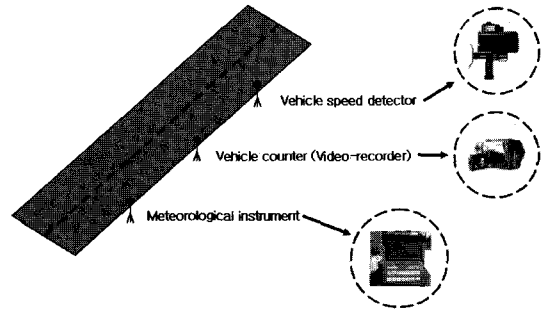 Vehicle speed detector
Vehicle counter (Video-recorder)
Meteorological instrument